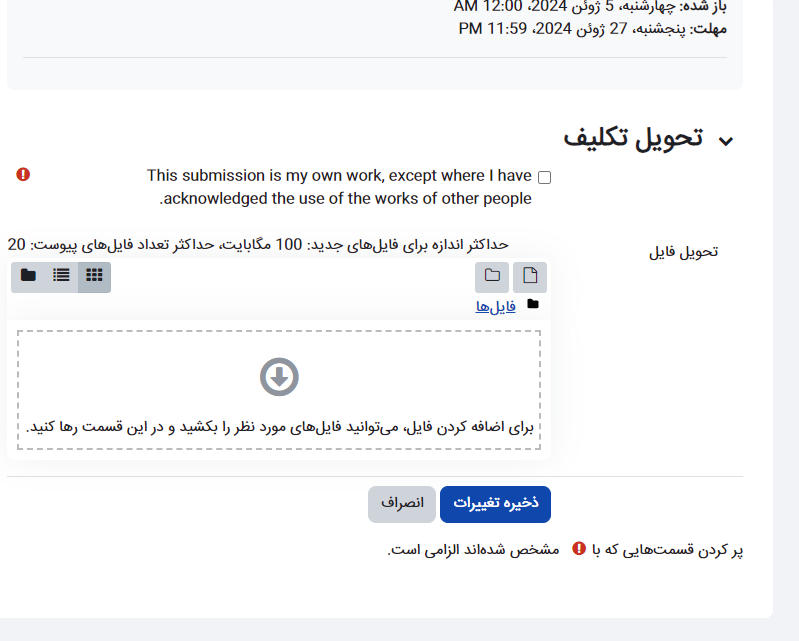 باز شده: چهارشنبه، 5 ژوئن 2024، 12:00 AM
مهلت: پنجشنبه، 27 ژوئن 2024، 11:59 PM
تحویل تکلیف
This submission is my own work, except where I have
acknowledged the use of the works of other people.
تحویل فایل
حداکثر اندازه برای فایل‌های جدید: 100 مگابایت، حداکثر تعداد فایل‌های پیوست: 20
فایل‌ها
برای اضافه کردن فایل، می‌توانید فایل‌های مورد نظر را بکشید و در این قسمت رها کنید.
ذخیره تغییرات
انصراف
پر کردن قسمت‌هایی که با مشخص شده‌اند الزامی است.